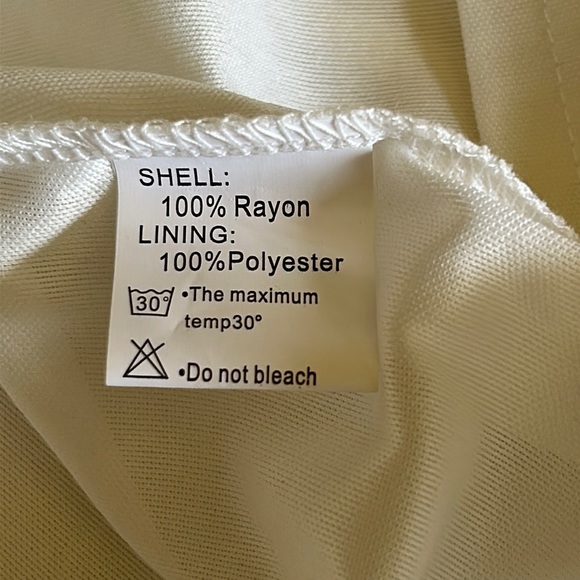 SHELL:
100% Rayon
LINING:
100%Polyester
30° •The maximum
temp30°
•Do not bleach